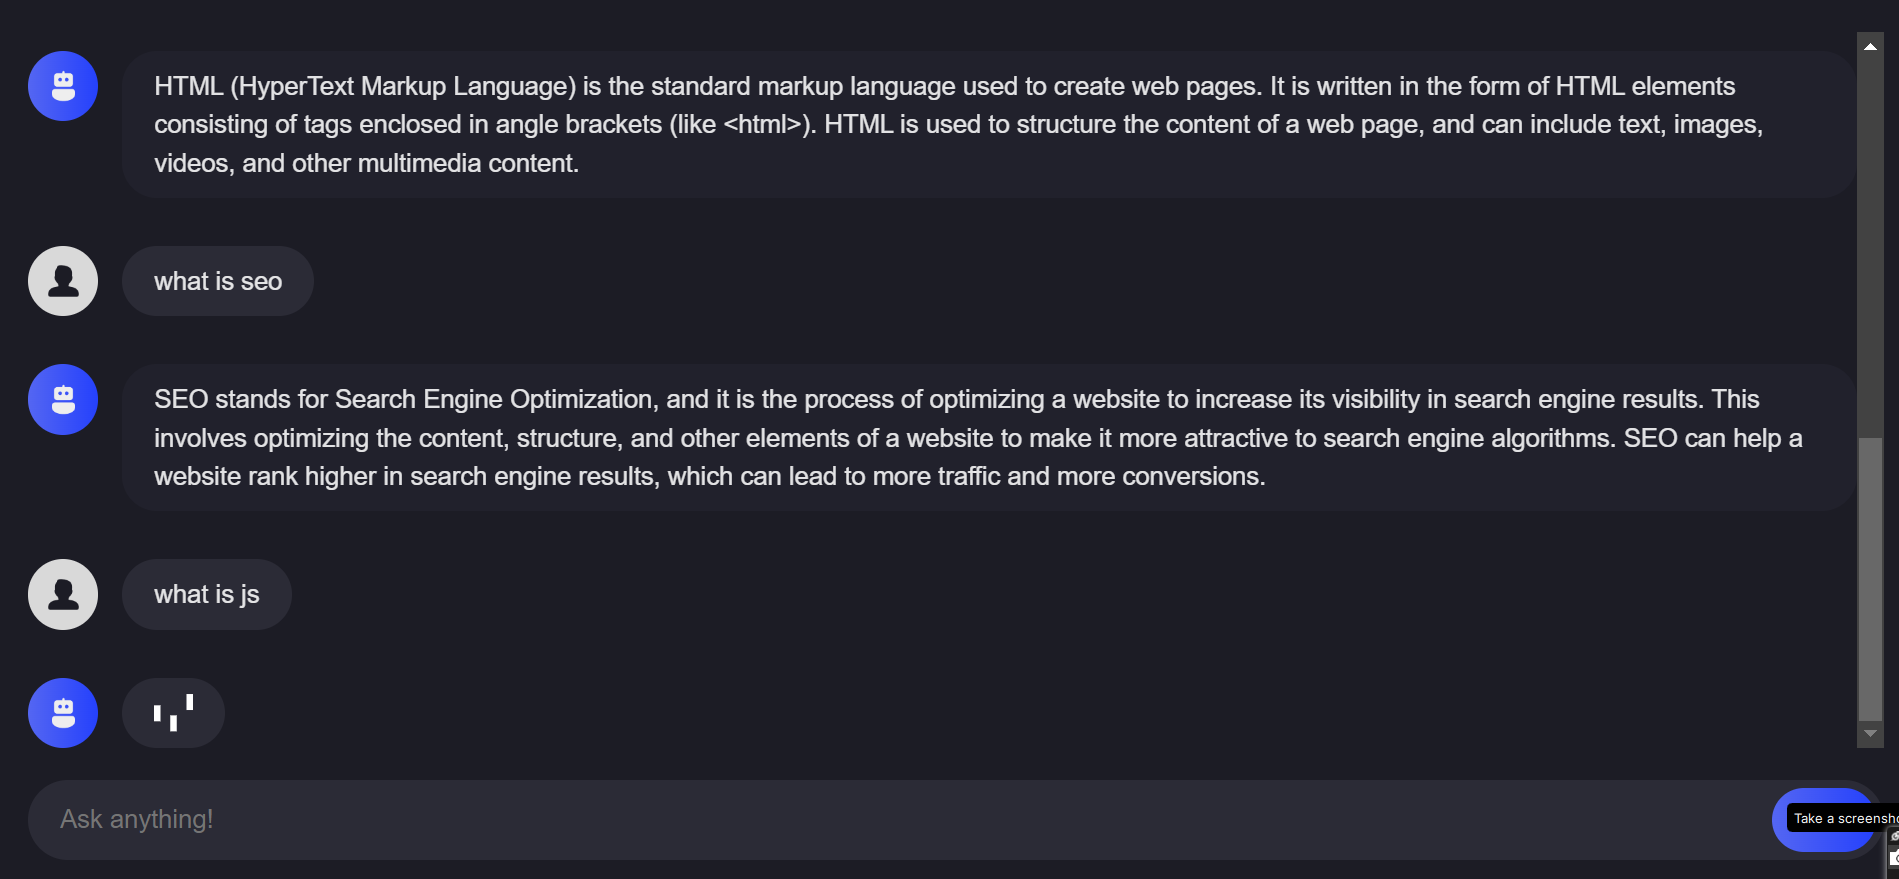 HTML (HyperText Markup Language) is the standard markup language used to create web pages. It is written in the form of HTML elements
consisting of tags enclosed in angle brackets (like <html>). HTML is used to structure the content of a web page, and can include text, images,
videos, and other multimedia content.
what is seo
SEO stands for Search Engine Optimization, and it is the process of optimizing a website to increase its visibility in search engine results. This
involves optimizing the content, structure, and other elements of a website to make it more attractive to search engine algorithms. SEO can help a
website rank higher in search engine results, which can lead to more traffic and more conversions.
what is js
Ask anything!
Take a